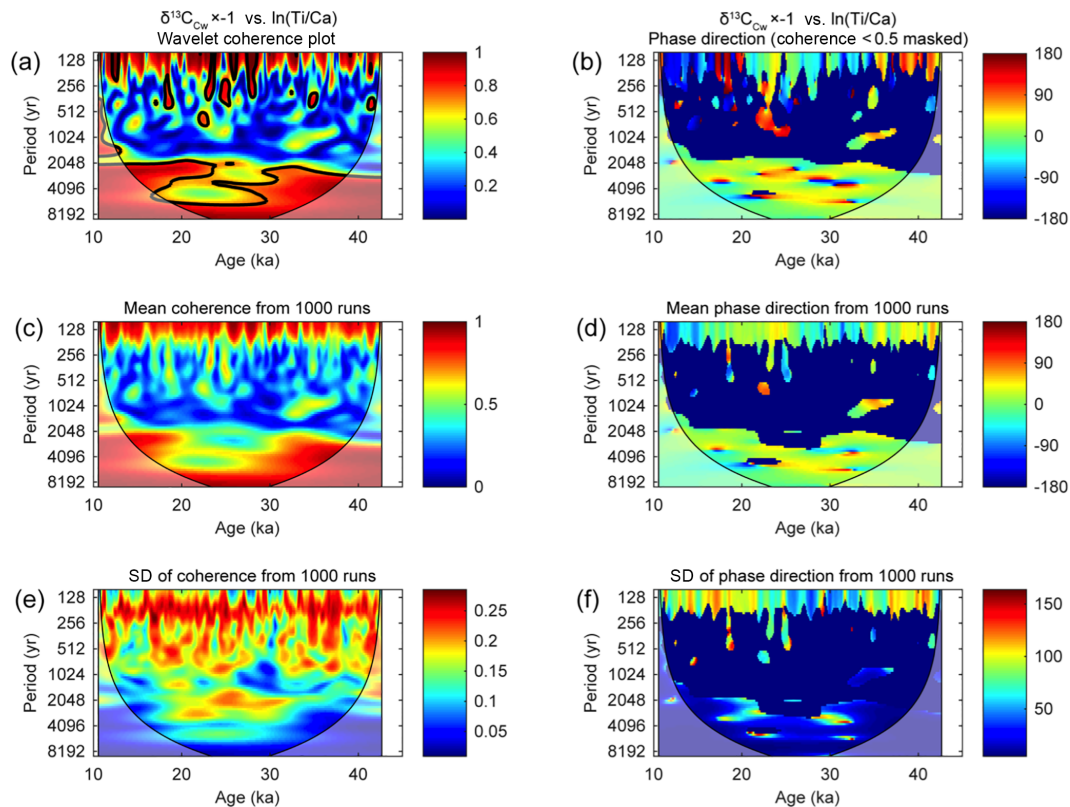 δ¹³C_Cw ×-1 vs. ln(Ti/Ca)
Wavelet coherence plot
(a)
Period (yr)
128
256
512
1024
2048
4096
8192
10 20 30 40
Age (ka)
1
0.8
0.6
0.4
0.2
δ¹³C_Cw ×-1 vs. ln(Ti/Ca)
Phase direction (coherence < 0.5 masked)
(b)
Period (yr)
128
256
512
1024
2048
4096
8192
10 20 30 40
Age (ka)
180
90
0
-90
-180
Mean coherence from 1000 runs
(c)
Period (yr)
128
256
512
1024
2048
4096
8192
10 20 30 40
Age (ka)
1
0.5
0
Mean phase direction from 1000 runs
(d)
Period (yr)
128
256
512
1024
2048
4096
8192
10 20 30 40
Age (ka)
180
90
0
-90
-180
SD of coherence from 1000 runs
(e)
Period (yr)
128
256
512
1024
2048
4096
8192
10 20 30 40
Age (ka)
0.25
0.2
0.15
0.1
0.05
SD of phase direction from 1000 runs
(f)
Period (yr)
128
256
512
1024
2048
4096
8192
10 20 30 40
Age (ka)
150
100
50